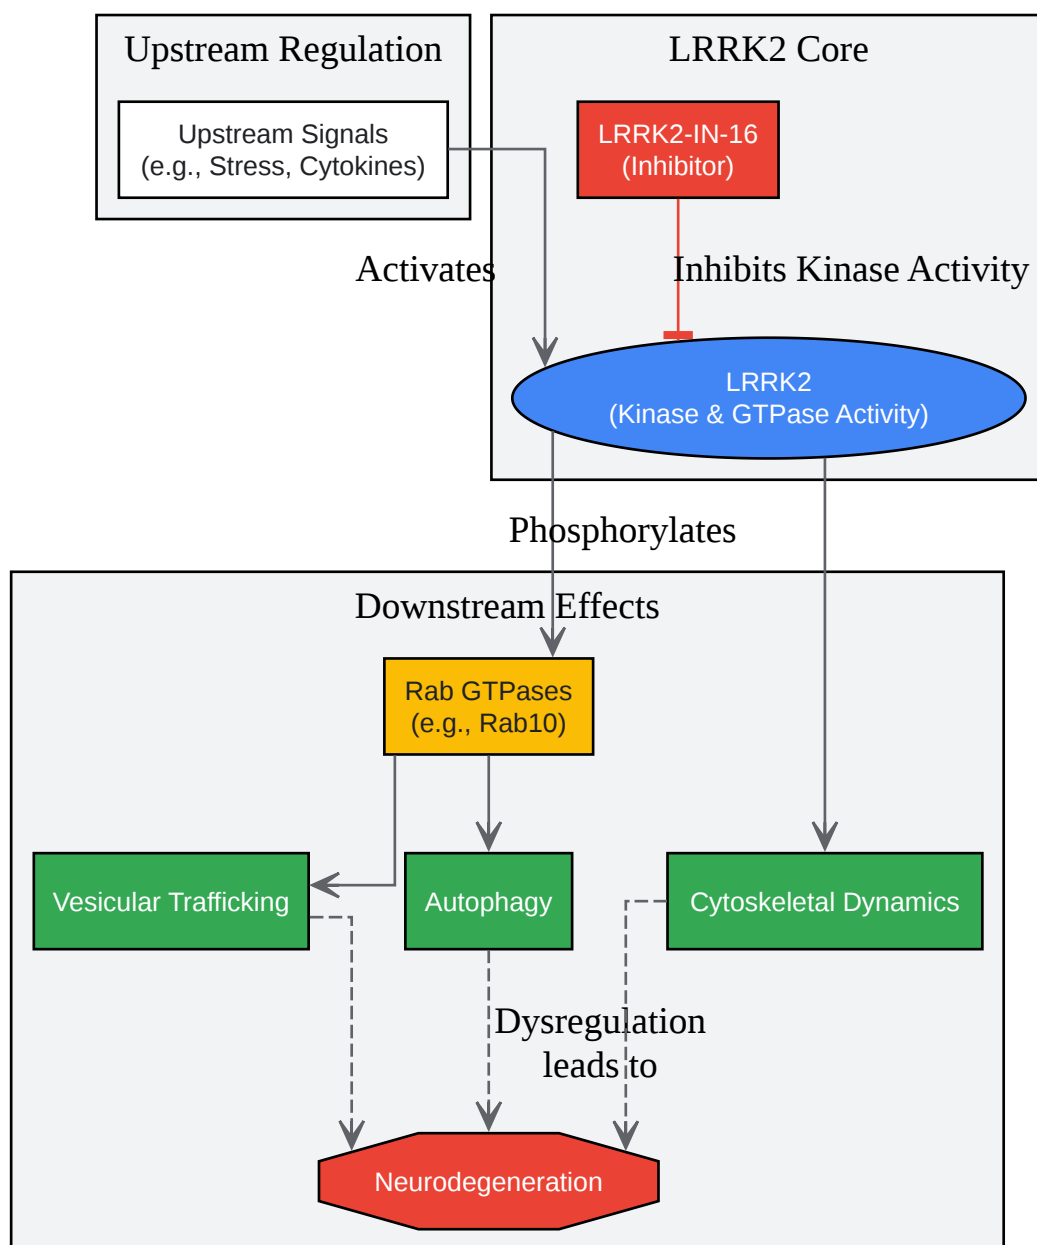 Upstream Regulation
LRRK2 Core
Upstream Signals
(e.g., Stress, Cytokines)
LRRK2-IN-16
(Inhibitor)
Activates
Inhibits Kinase Activity
LRRK2
(Kinase & GTPase Activity)
Phosphorylates
Downstream Effects
Rab GTPases
(e.g., Rab10)
Vesicular Trafficking
Autophagy
Cytoskeletal Dynamics
Dysregulation
leads to
Neurodegeneration